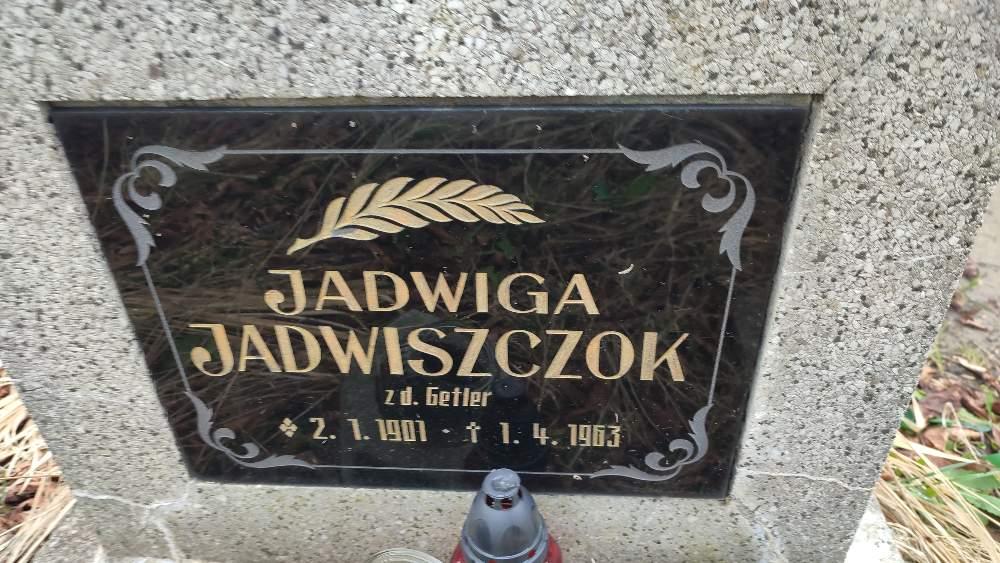 JADWIGA
JADWISZCZOK
z d. Getler
2. 1. 1901 · † 1. 4. 1963